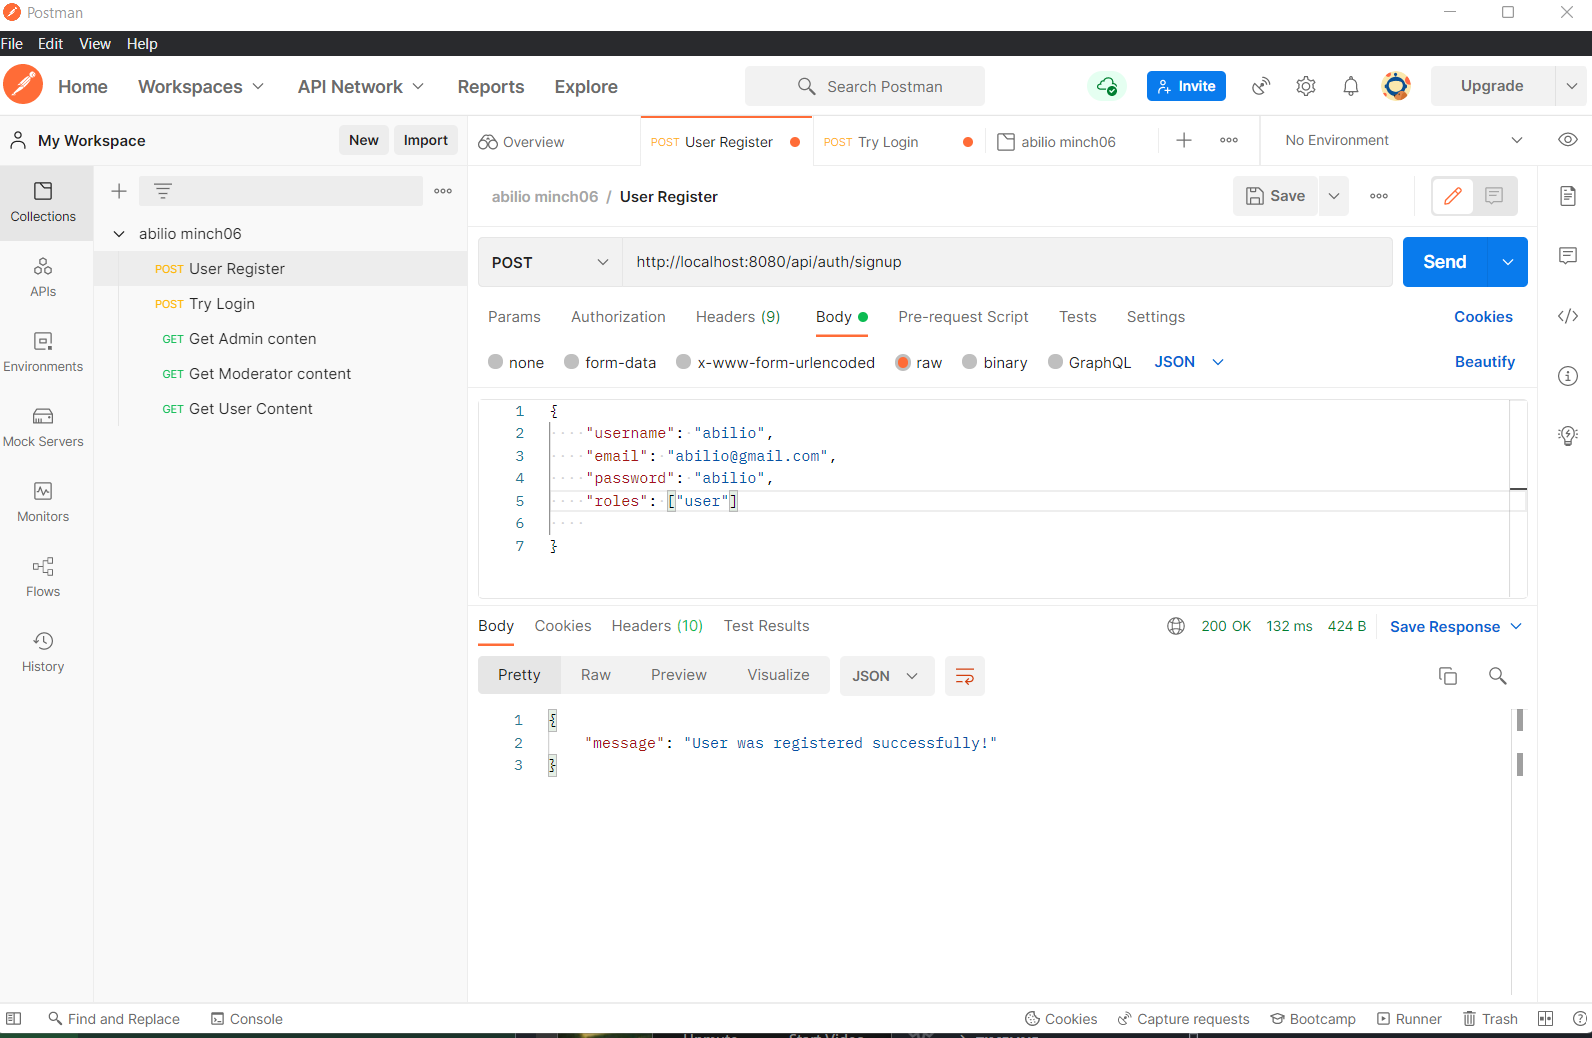 Postman
File Edit View Help
Home Workspaces API Network Reports Explore Search Postman Invite Upgrade
My Workspace New Import
Overview POST User Register POST Try Login abilio minch06 No Environment
Collections
APIs
Environments
Mock Servers
Monitors
Flows
History
abilio minch06
POST User Register
POST Try Login
GET Get Admin conten
GET Get Moderator content
GET Get User Content
abilio minch06 / User Register Save
POST http://localhost:8080/api/auth/signup Send
Params Authorization Headers (9) Body Pre-request Script Tests Settings Cookies
none form-data x-www-form-urlencoded raw binary GraphQL JSON Beautify
1 {
2 "username": "abilio",
3 "email": "abilio@gmail.com",
4 "password": "abilio",
5 "roles": ["user"]
6
7 }
Body Cookies Headers (10) Test Results 200 OK 132 ms 424 B Save Response
Pretty Raw Preview Visualize JSON
1 {
2 "message": "User was registered successfully!"
3 }
Find and Replace Console Cookies Capture requests Bootcamp Runner Trash